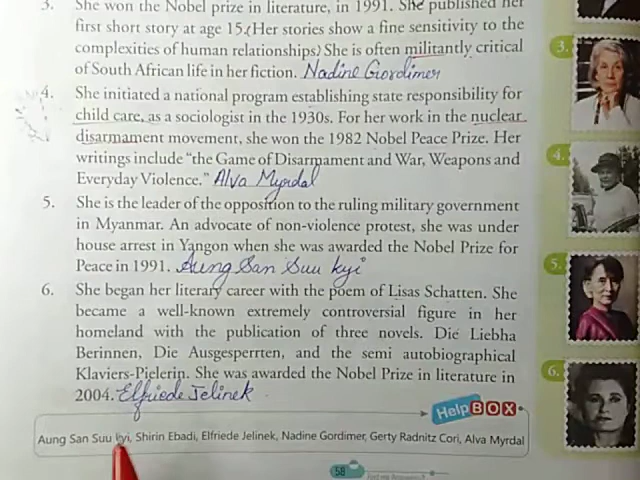 3. She won the Nobel prize in literature, in 1991. She published her
first short story at age 15. (Her stories show a fine sensitivity to the
complexities of human relationships) She is often militantly critical
of South African life in her fiction. Nadine Gordimer
3.
4. She initiated a national program establishing state responsibility for
child care, as a sociologist in the 1930s. For her work in the nuclear
disarmament movement, she won the 1982 Nobel Peace Prize. Her
writings include "the Game of Disarmament and War, Weapons and
Everyday Violence." Alva Myrdal
4.
5. She is the leader of the opposition to the ruling military government
in Myanmar. An advocate of non-violence protest, she was under
house arrest in Yangon when she was awarded the Nobel Prize for
Peace in 1991. Aung San Suu kyi
5.
6. She began her literary career with the poem of Lisas Schatten. She
became a well-known extremely controversial figure in her
homeland with the publication of three novels. Die Liebha
Berinnen, Die Ausgesperrten, and the semi autobiographical
Klaviers-Pielerin. She was awarded the Nobel Prize in literature in
2004. Elfriede Jelinek
6.
Help BOX
Aung San Suu kyi, Shirin Ebadi, Elfriede Jelinek, Nadine Gordimer, Gerty Radnitz Cori, Alva Myrdal
58